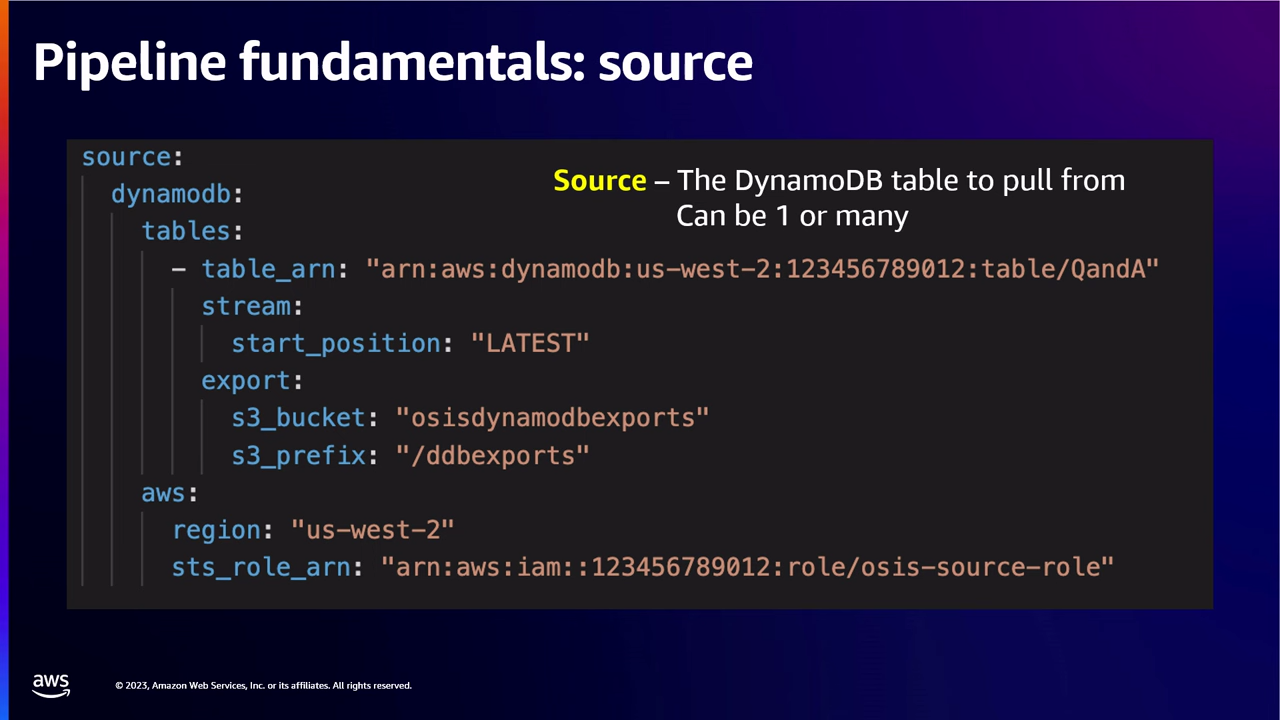 Pipeline fundamentals: source
source:
Source – The DynamoDB table to pull from
dynamodb:
Can be 1 or many
tables:
- table_arn: "arn:aws:dynamodb:us-west-2:123456789012:table/QandA"
stream:
start_position: "LATEST"
export:
s3_bucket: "osisdynamodbexports"
s3_prefix: "/ddbexports"
aws:
region: "us-west-2"
sts_role_arn: "arn:aws:iam::123456789012:role/osis-source-role"
aws
© 2023, Amazon Web Services, Inc. or its affiliates. All rights reserved.